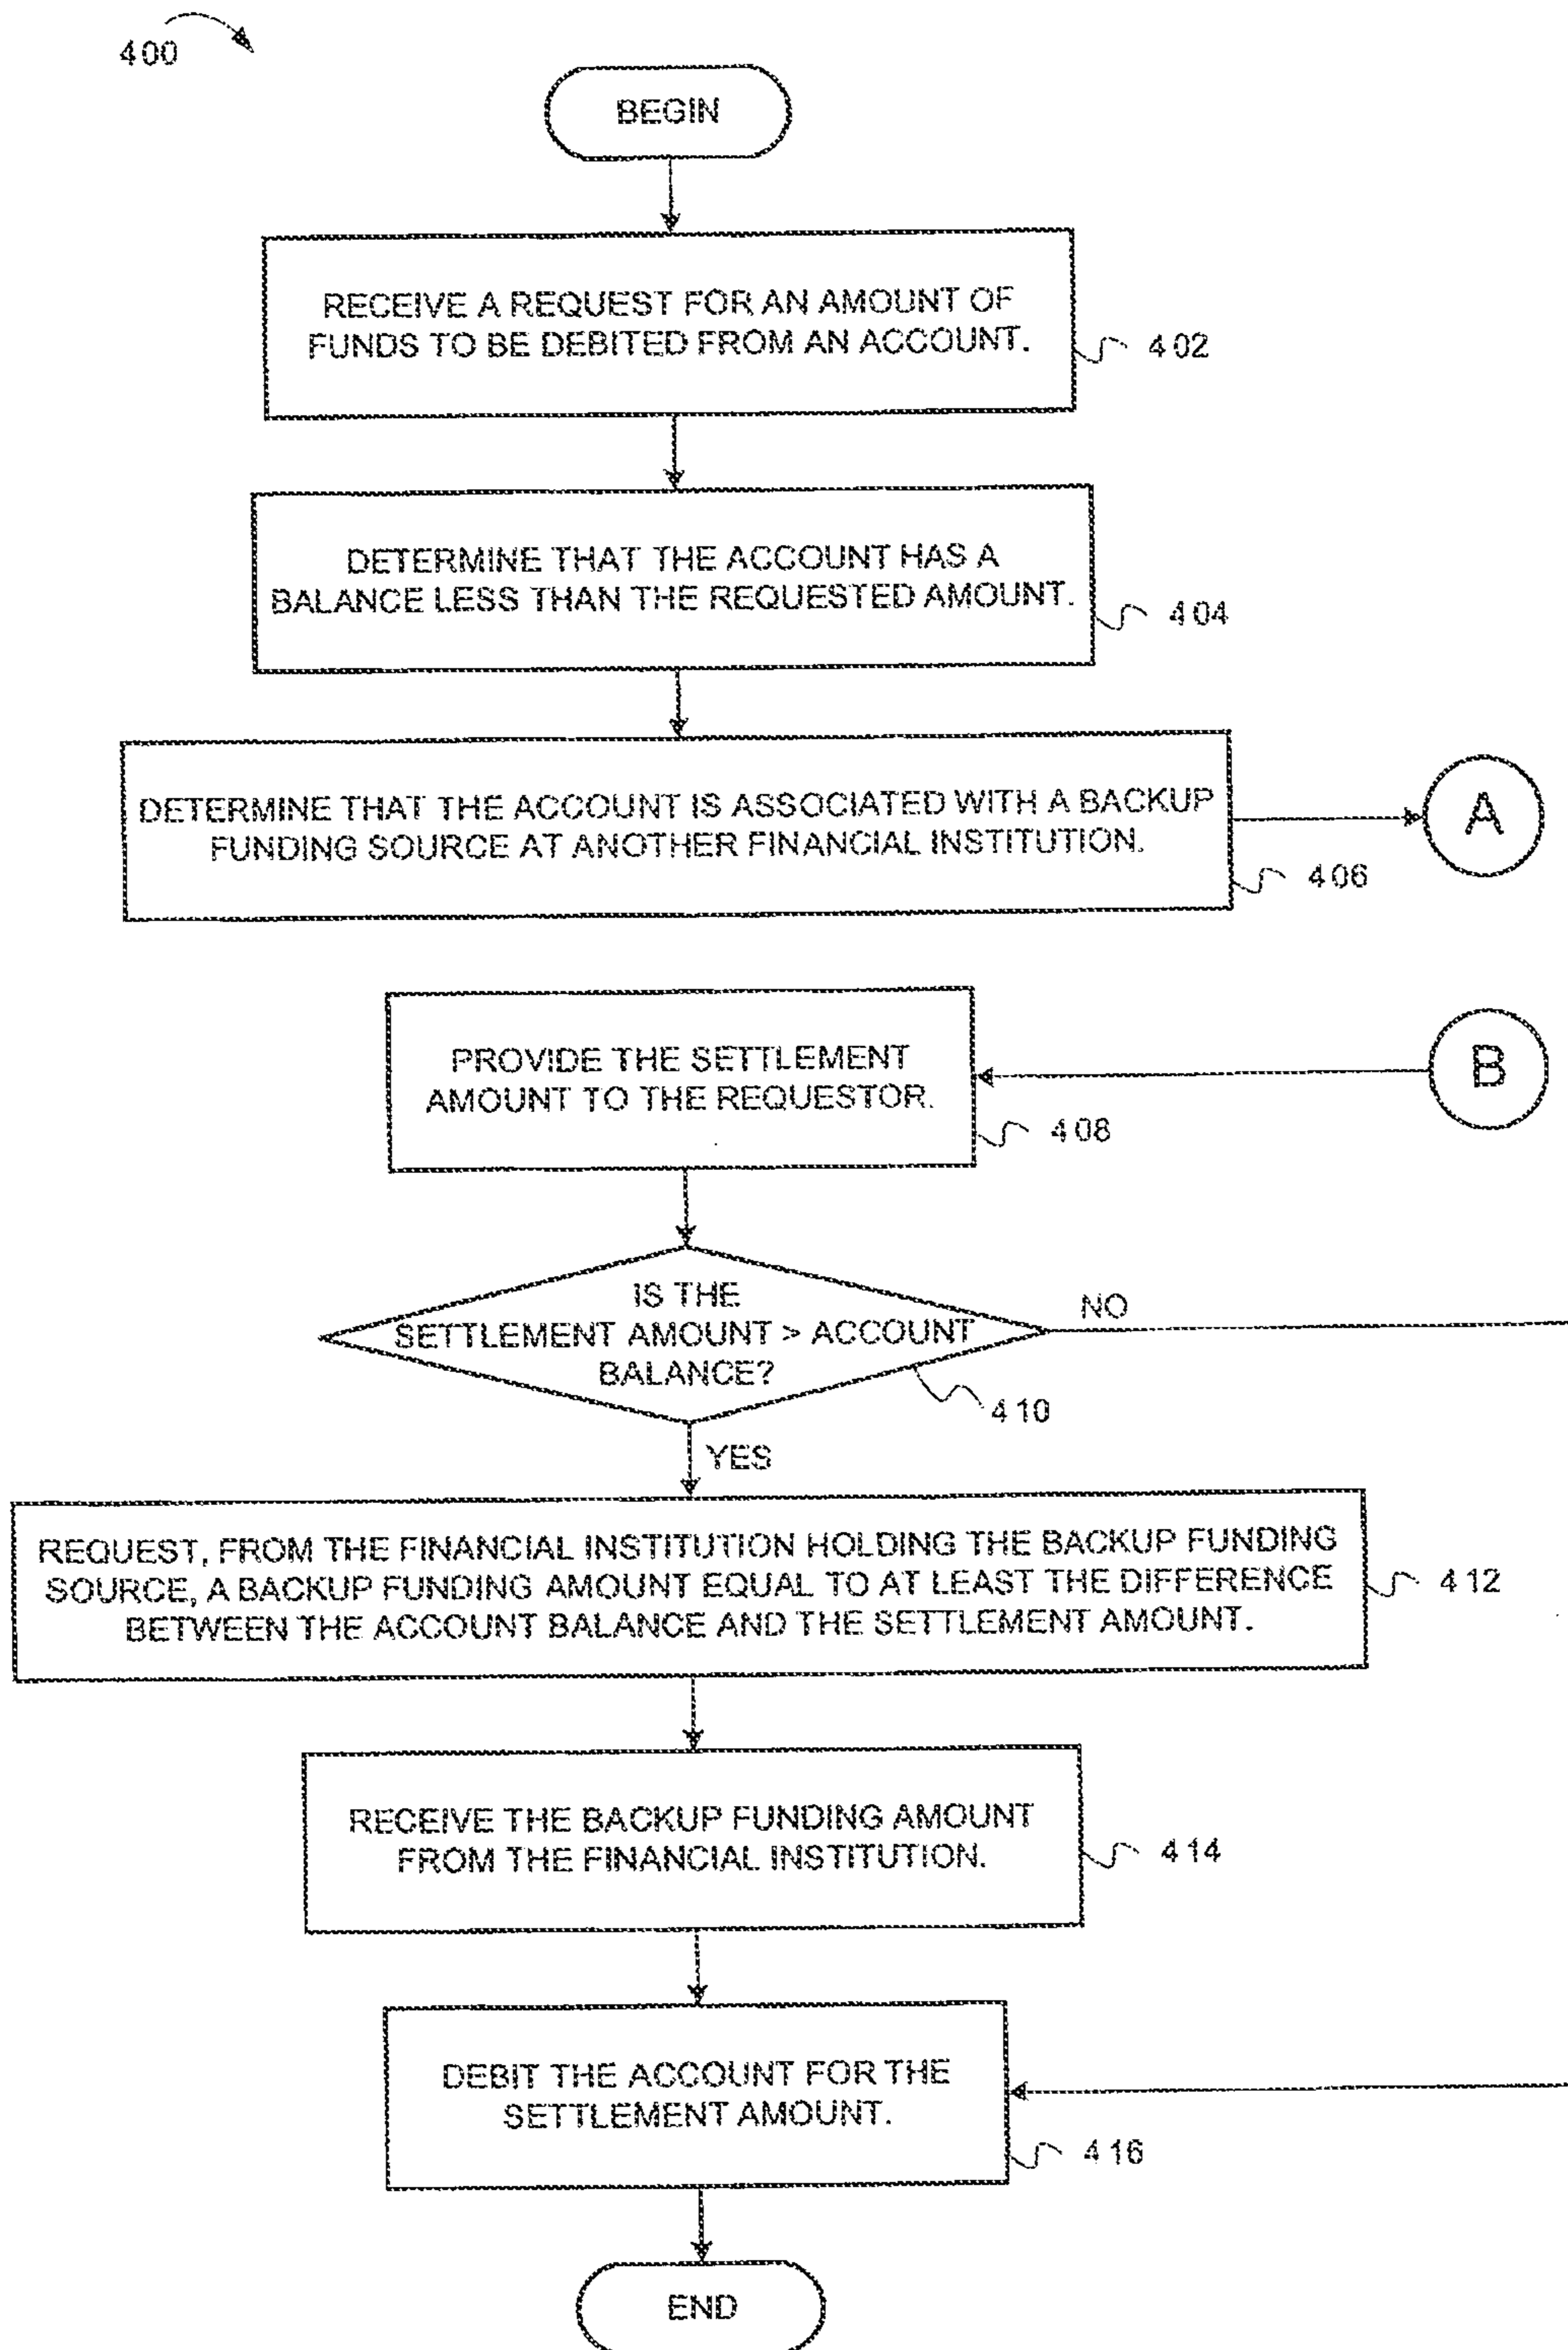 400
BEGIN
RECEIVE A REQUEST FOR AN AMOUNT OF
FUNDS TO BE DEBITED FROM AN ACCOUNT.
402
DETERMINE THAT THE ACCOUNT HAS A
BALANCE LESS THAN THE REQUESTED AMOUNT.
404
DETERMINE THAT THE ACCOUNT IS ASSOCIATED WITH A BACKUP
FUNDING SOURCE AT ANOTHER FINANCIAL INSTITUTION.
A
406
PROVIDE THE SETTLEMENT
AMOUNT TO THE REQUESTOR.
B
408
IS THE
SETTLEMENT AMOUNT > ACCOUNT
BALANCE?
NO
410
YES
REQUEST, FROM THE FINANCIAL INSTITUTION HOLDING THE BACKUP FUNDING
SOURCE, A BACKUP FUNDING AMOUNT EQUAL TO AT LEAST THE DIFFERENCE
BETWEEN THE ACCOUNT BALANCE AND THE SETTLEMENT AMOUNT.
412
RECEIVE THE BACKUP FUNDING AMOUNT
FROM THE FINANCIAL INSTITUTION.
414
DEBIT THE ACCOUNT FOR THE
SETTLEMENT AMOUNT.
416
END